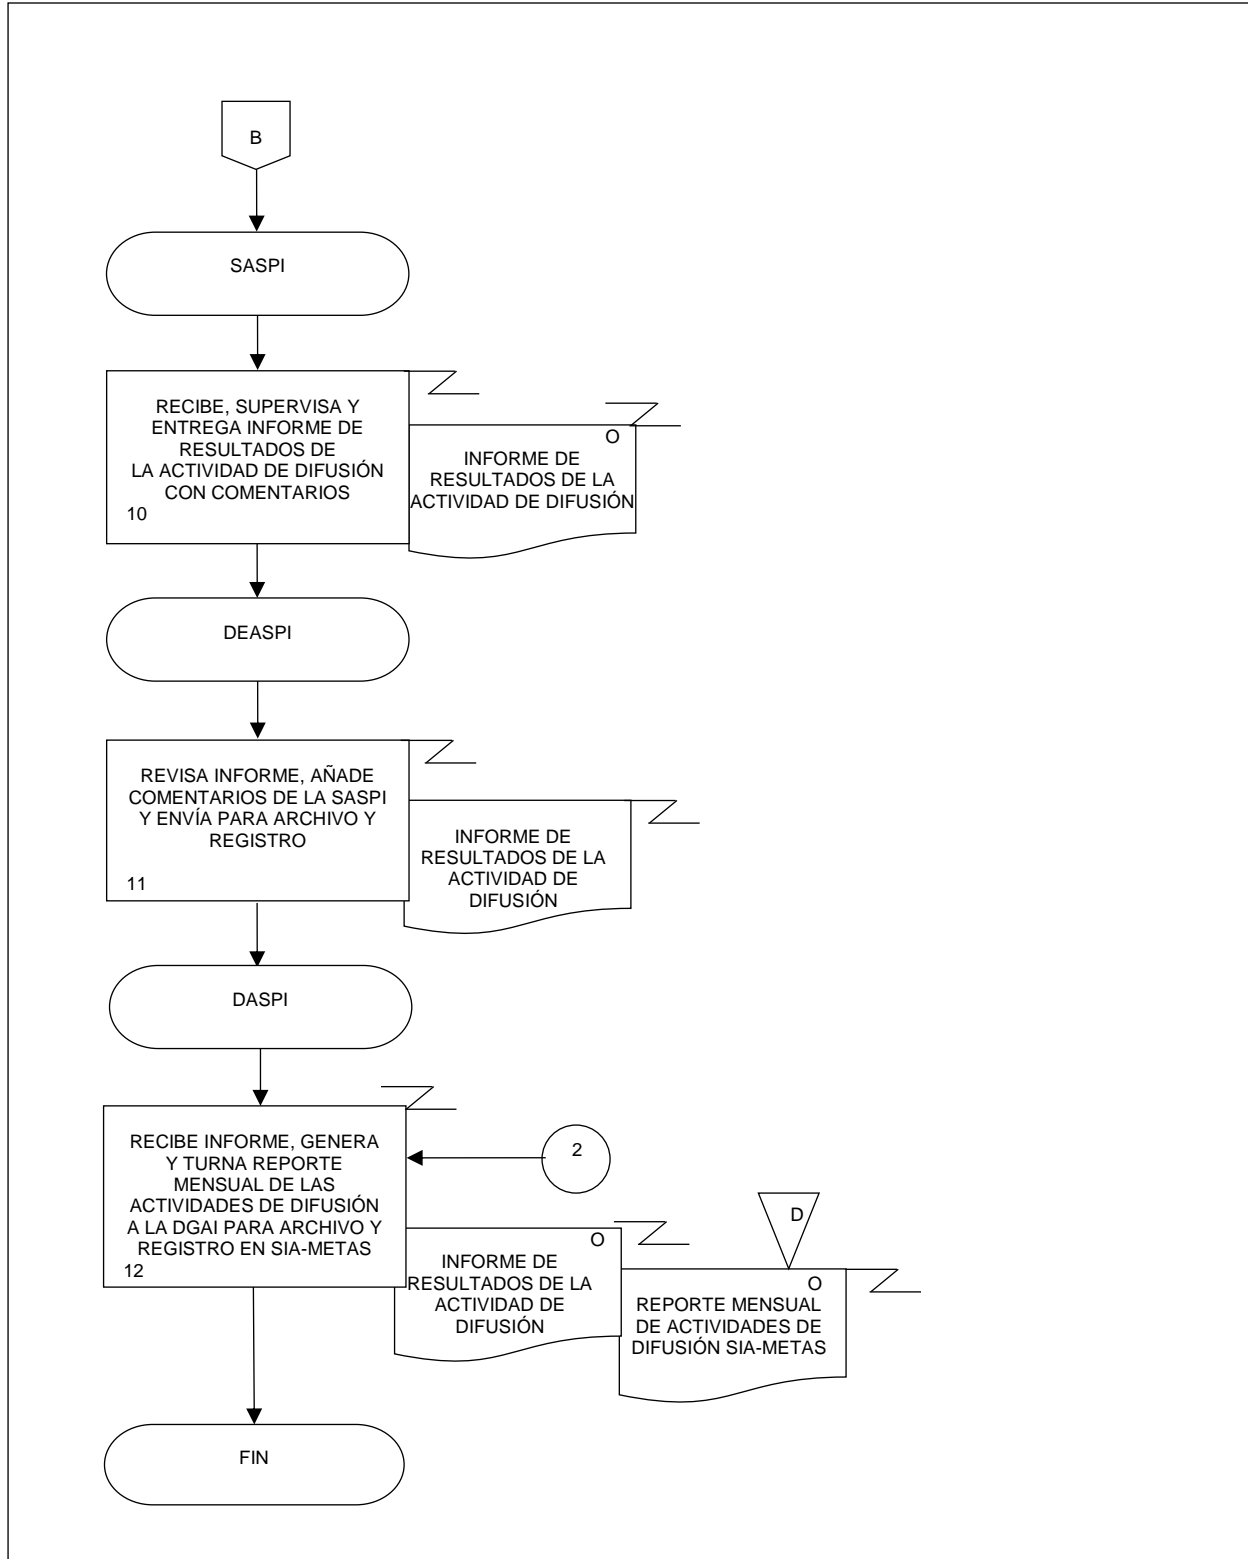 B
SASPI
RECIBE, SUPERVISA Y
ENTREGA INFORME DE
RESULTADOS DE
LA ACTIVIDAD DE DIFUSIÓN
CON COMENTARIOS
10
O
INFORME DE
RESULTADOS DE LA
ACTIVIDAD DE DIFUSIÓN
DEASPI
REVISA INFORME, AÑADE
COMENTARIOS DE LA SASPI
Y ENVÍA PARA ARCHIVO Y
REGISTRO
11
INFORME DE
RESULTADOS DE LA
ACTIVIDAD DE
DIFUSIÓN
DASPI
RECIBE INFORME, GENERA
Y TURNA REPORTE
MENSUAL DE LAS
ACTIVIDADES DE DIFUSIÓN
A LA DGAI PARA ARCHIVO Y
REGISTRO EN SIA-METAS
12
2
O
INFORME DE
RESULTADOS DE LA
ACTIVIDAD DE
DIFUSIÓN
D
O
REPORTE MENSUAL
DE ACTIVIDADES DE
DIFUSIÓN SIA-METAS
FIN